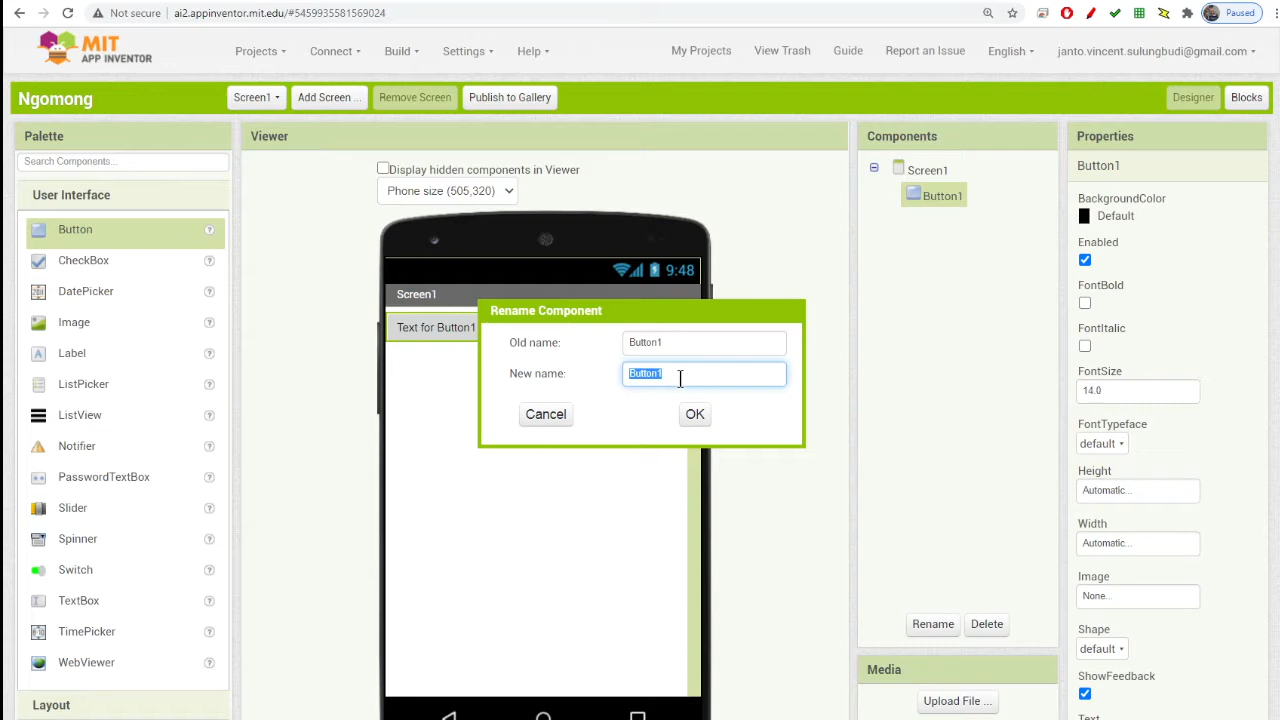 Not secure
ai2.appinventor.mit.edu/#5459935581569024
Paused
MIT
APP INVENTOR
Projects
Connect
Build
Settings
Help
My Projects
View Trash
Guide
Report an Issue
English
janto.vincent.sulungbudi@gmail.com
Ngomong
Screen1
Add Screen ...
Remove Screen
Publish to Gallery
Designer
Blocks
Palette
Search Components...
User Interface
Button
CheckBox
DatePicker
Image
Label
ListPicker
ListView
Notifier
PasswordTextBox
Slider
Spinner
Switch
TextBox
TimePicker
WebViewer
Layout
Viewer
Display hidden components in Viewer
Phone size (505,320)
9:48
Screen1
Text for Button1
Rename Component
Old name:
Button1
New name:
Button1
Cancel
OK
Components
Screen1
Button1
Rename
Delete
Media
Upload File ...
Properties
Button1
BackgroundColor
Default
Enabled
FontBold
FontItalic
FontSize
14.0
FontTypeface
default
Height
Automatic...
Width
Automatic...
Image
None...
Shape
default
ShowFeedback
Text